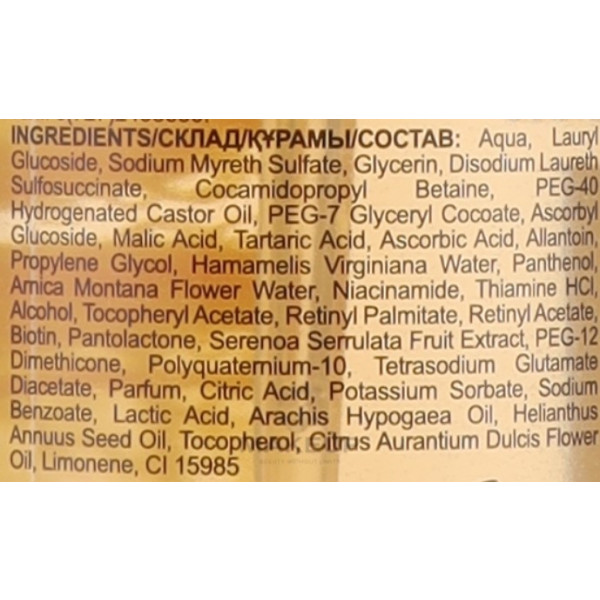 INGREDIENTS/СКЛАД/ҚҰРАМЫ/СОСТАВ: Aqua, Lauryl
Glucoside, Sodium Myreth Sulfate, Glycerin, Disodium Laureth
Sulfosuccinate, Cocamidopropyl Betaine, PEG-40
Hydrogenated Castor Oil, PEG-7 Glyceryl Cocoate, Ascorbyl
Glucoside, Malic Acid, Tartaric Acid, Ascorbic Acid, Allantoin,
Propylene Glycol, Hamamelis Virginiana Water, Panthenol,
Arnica Montana Flower Water, Niacinamide, Thiamine HCl,
Alcohol, Tocopheryl Acetate, Retinyl Palmitate, Retinyl Acetate,
Biotin, Pantolactone, Serenoa Serrulata Fruit Extract, PEG-12
Dimethicone, Polyquaternium-10, Tetrasodium Glutamate
Diacetate, Parfum, Citric Acid, Potassium Sorbate, Sodium
Benzoate, Lactic Acid, Arachis Hypogaea Oil, Helianthus
Annuus Seed Oil, Tocopherol, Citrus Aurantium Dulcis Flower
Oil, Limonene, CI 15985